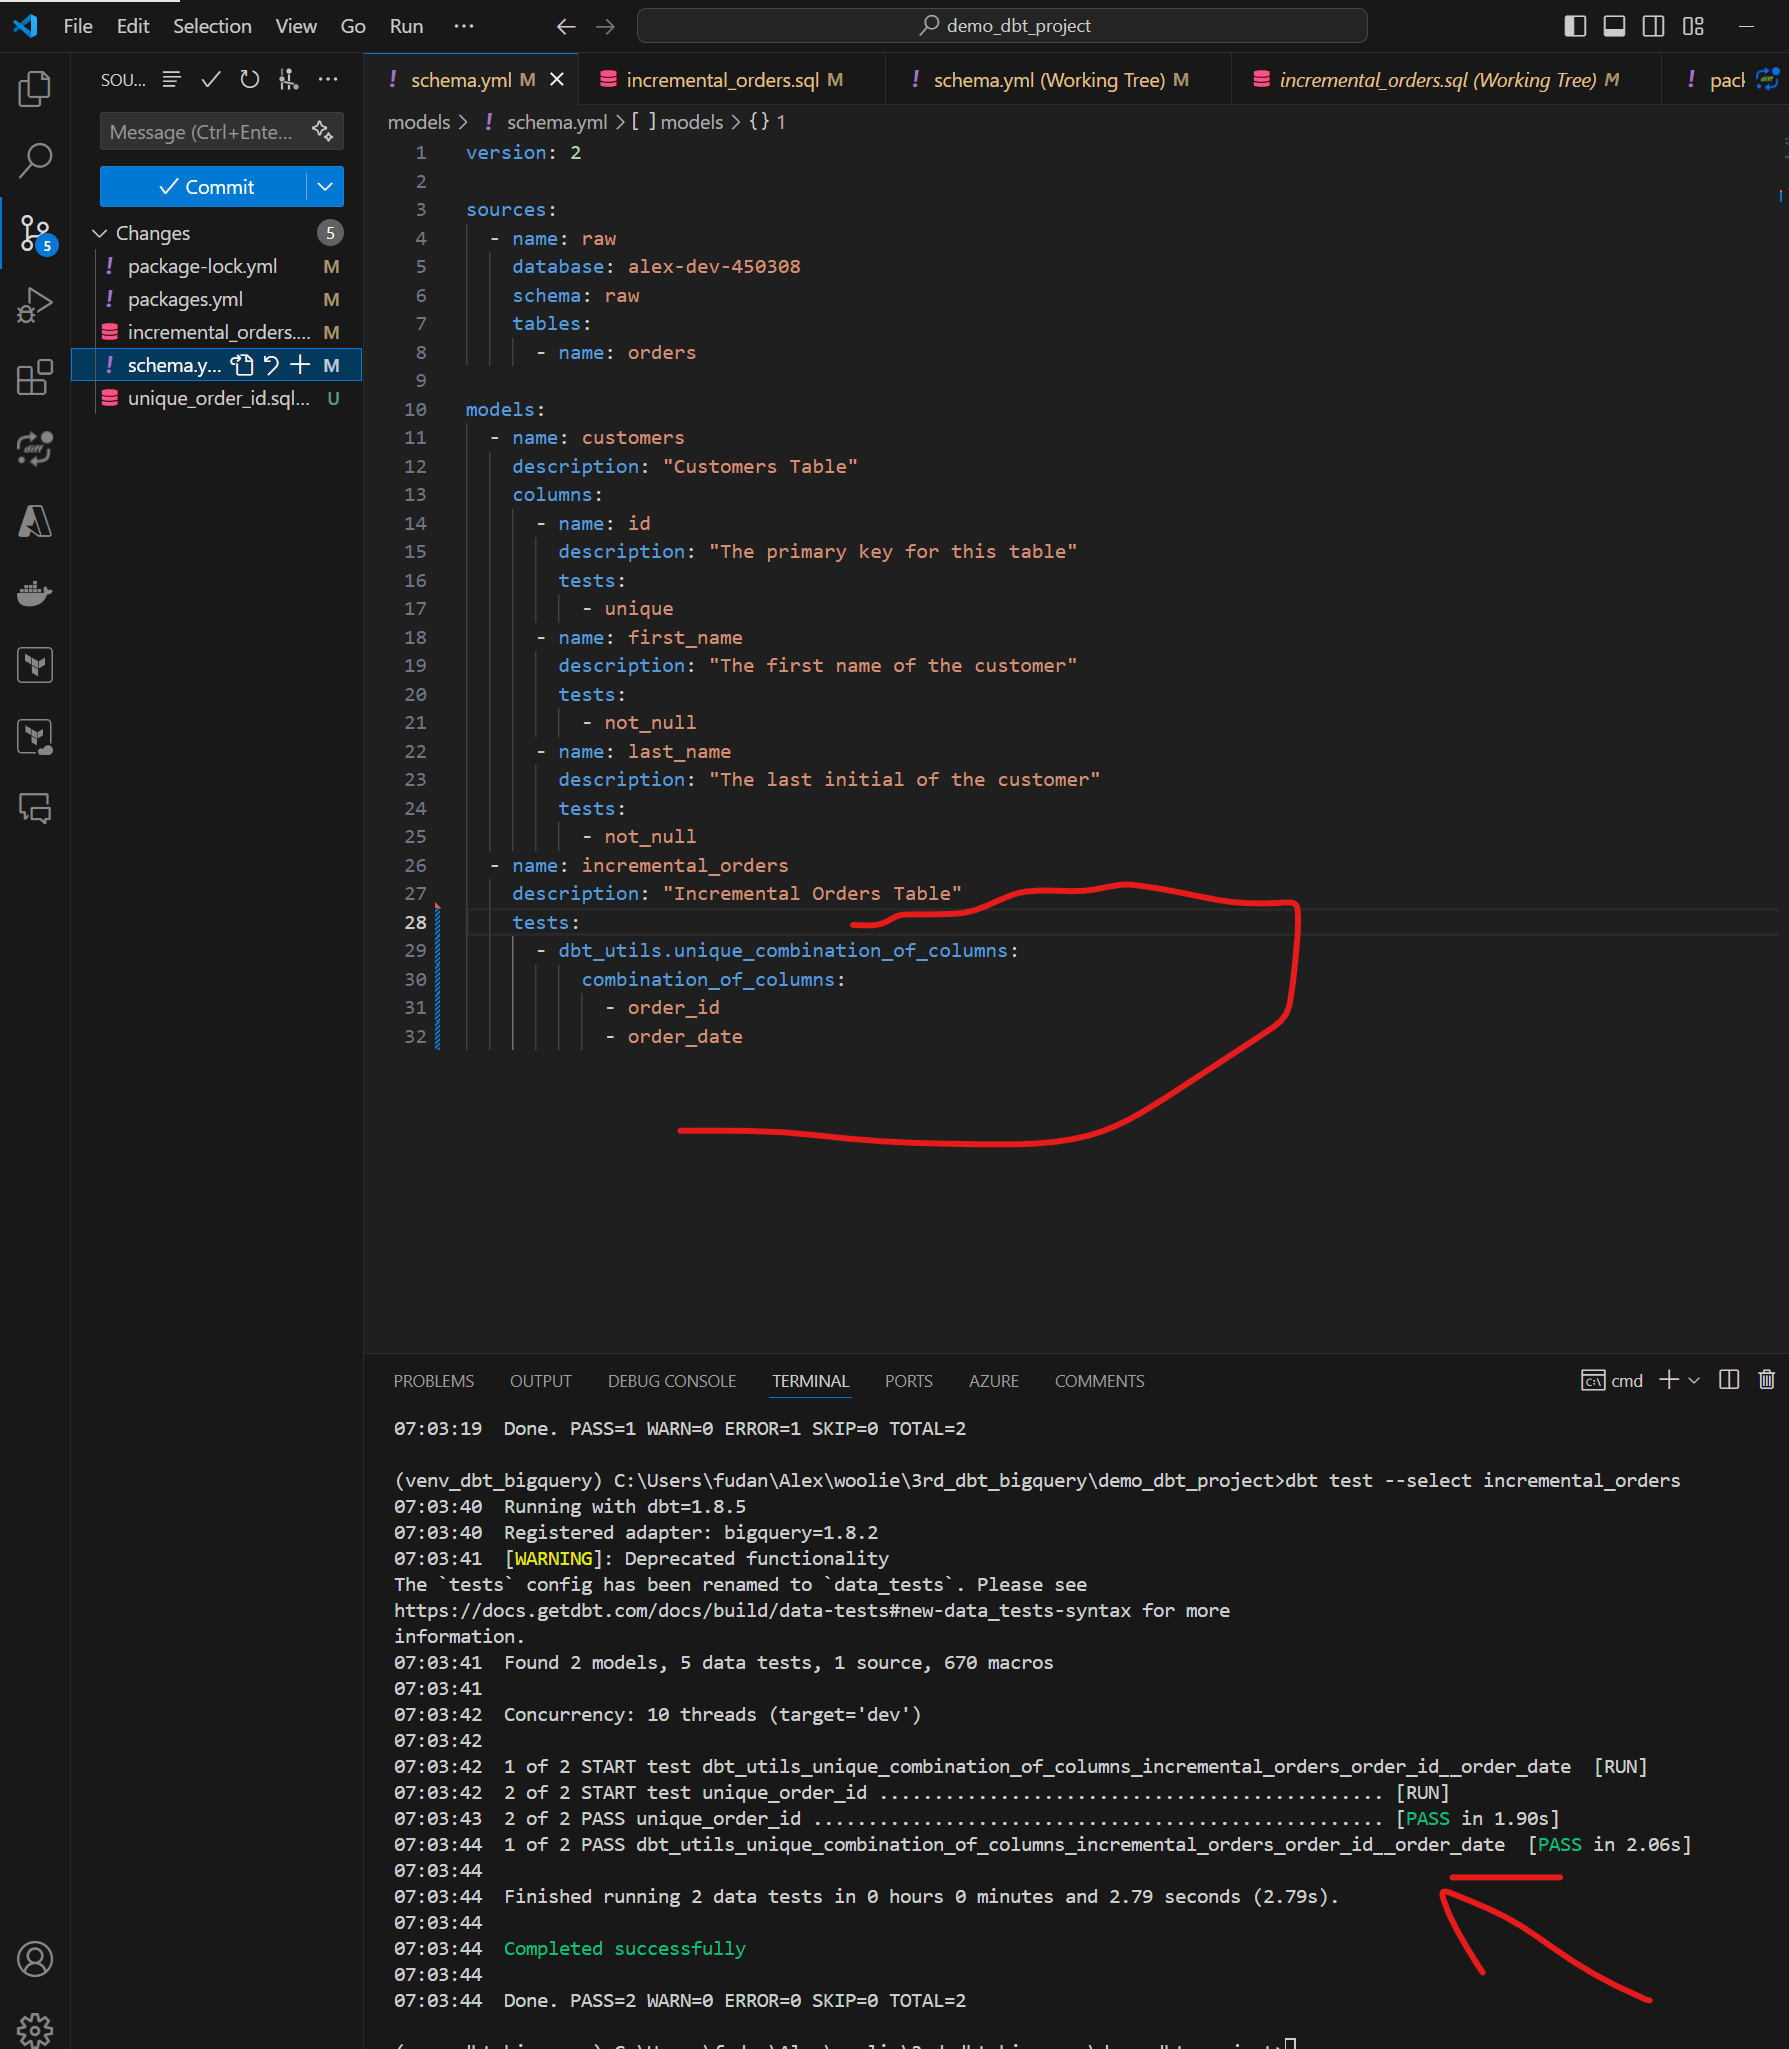 File Edit Selection View Go Run ··· demo_dbt_project
SOU... ···
schema.yml M incremental_orders.sql M schema.yml (Working Tree) M incremental_orders.sql (Working Tree) M
models > ! schema.yml > [ ] models > {} 1
Message (Ctrl+Ente...
Commit
Changes 5
5
! package-lock.yml M
! packages.yml M
incremental_orders.... M
! schema.y... M
unique_order_id.sql... U
diff
1 version: 2
2
3 sources:
4 - name: raw
5 database: alex-dev-450308
6 schema: raw
7 tables:
8 - name: orders
9
10 models:
11 - name: customers
12 description: "Customers Table"
13 columns:
14 - name: id
15 description: "The primary key for this table"
16 tests:
17 - unique
18 - name: first_name
19 description: "The first name of the customer"
20 tests:
21 - not_null
22 - name: last_name
23 description: "The last initial of the customer"
24 tests:
25 - not_null
26 - name: incremental_orders
27 description: "Incremental Orders Table"
28 tests:
29 - dbt_utils.unique_combination_of_columns:
30 combination_of_columns:
31 - order_id
32 - order_date
PROBLEMS OUTPUT DEBUG CONSOLE TERMINAL PORTS AZURE COMMENTS cmd
07:03:19 Done. PASS=1 WARN=0 ERROR=1 SKIP=0 TOTAL=2
(venv_dbt_bigquery) C:\Users\fudan\Alex\woolie\3rd_dbt_bigquery\demo_dbt_project>dbt test --select incremental_orders
07:03:40 Running with dbt=1.8.5
07:03:40 Registered adapter: bigquery=1.8.2
07:03:41 [WARNING]: Deprecated functionality
The `tests` config has been renamed to `data_tests`. Please see
https://docs.getdbt.com/docs/build/data-tests#new-data_tests-syntax for more
information.
07:03:41 Found 2 models, 5 data tests, 1 source, 670 macros
07:03:41
07:03:42 Concurrency: 10 threads (target='dev')
07:03:42
07:03:42 1 of 2 START test dbt_utils_unique_combination_of_columns_incremental_orders_order_id__order_date [RUN]
07:03:42 2 of 2 START test unique_order_id .............................................. [RUN]
07:03:43 2 of 2 PASS unique_order_id .................................................... [PASS in 1.90s]
07:03:44 1 of 2 PASS dbt_utils_unique_combination_of_columns_incremental_orders_order_id__order_date [PASS in 2.06s]
07:03:44
07:03:44 Finished running 2 data tests in 0 hours 0 minutes and 2.79 seconds (2.79s).
07:03:44
07:03:44 Completed successfully
07:03:44
07:03:44 Done. PASS=2 WARN=0 ERROR=0 SKIP=0 TOTAL=2